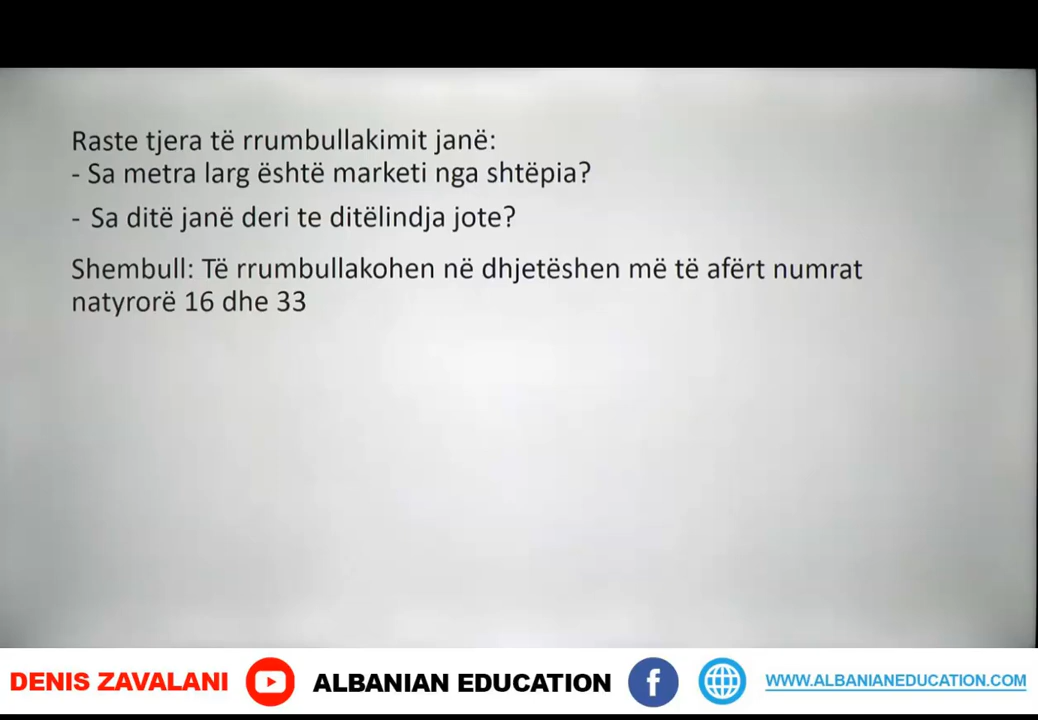 Raste tjera të rrumbullakimit janë:
- Sa metra larg është marketi nga shtëpia?
- Sa ditë janë deri te ditëlindja jote?
Shembull: Të rrumbullakohen në dhjetëshen më të afërt numrat
natyrorë 16 dhe 33
DENIS ZAVALANI ALBANIAN EDUCATION f WWW.ALBANIANEDUCATION.COM